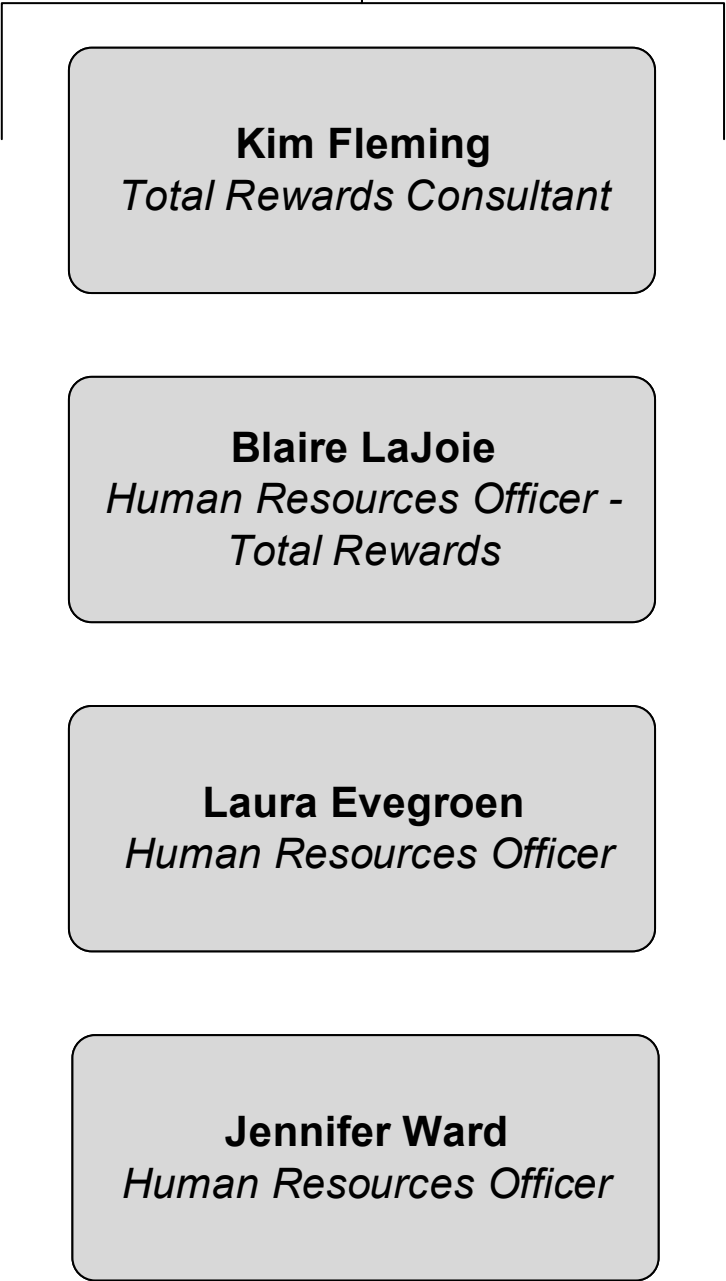 Kim Fleming
Total Rewards Consultant
Blaire LaJoie
Human Resources Officer -
Total Rewards
Laura Evegroen
Human Resources Officer
Jennifer Ward
Human Resources Officer